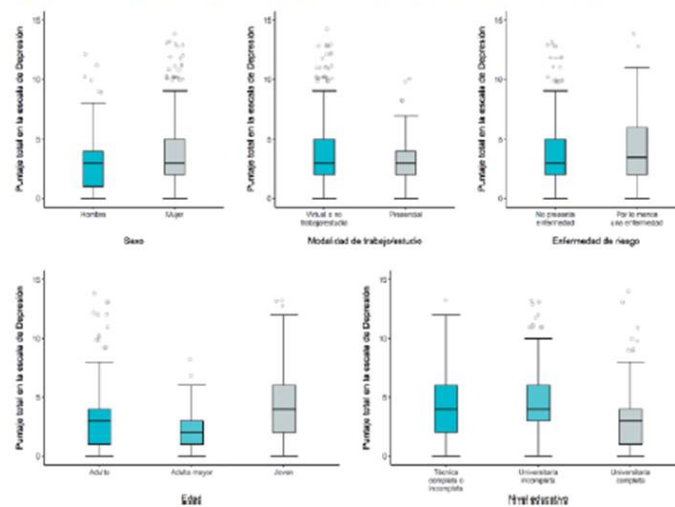 15
10
5
0
Puntaje total en la escala de Depresión
Hombre
Mujer
Sexo
15
10
5
0
Puntaje total en la escala de Depresión
Virtual o no
trabajo/estudio
Presencial
Modalidad de trabajo/estudio
15
10
5
0
Puntaje total en la escala de Depresión
No presenta
enfermedad
Por lo menos
una enfermedad
Enfermedad de riesgo
15
10
5
0
Puntaje total en la escala de Depresión
Adulto
Adulto mayor
Joven
Edad
15
10
5
0
Puntaje total en la escala de Depresión
Técnica
completa o
incompleta
Universitaria
incompleta
Universitaria
completa
Nivel educativo